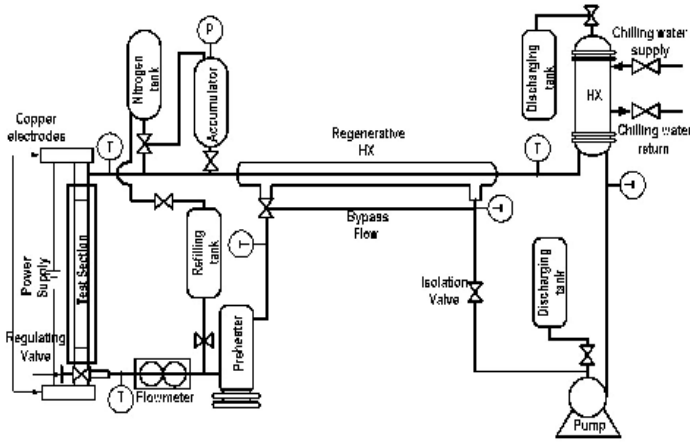 P
Nitrogen
tank
Accumulator
Discharging
tank
Chilling water
supply
HX
Chilling water
return
Copper
electrodes
T
Regenerative
HX
T
T
Bypass
Flow
T
T
Refilling
tank
Power
Supply
Test Section
Isolation
Valve
Discharging
tank
Preheater
Regulating
Valve
T
Flowmeter
Pump